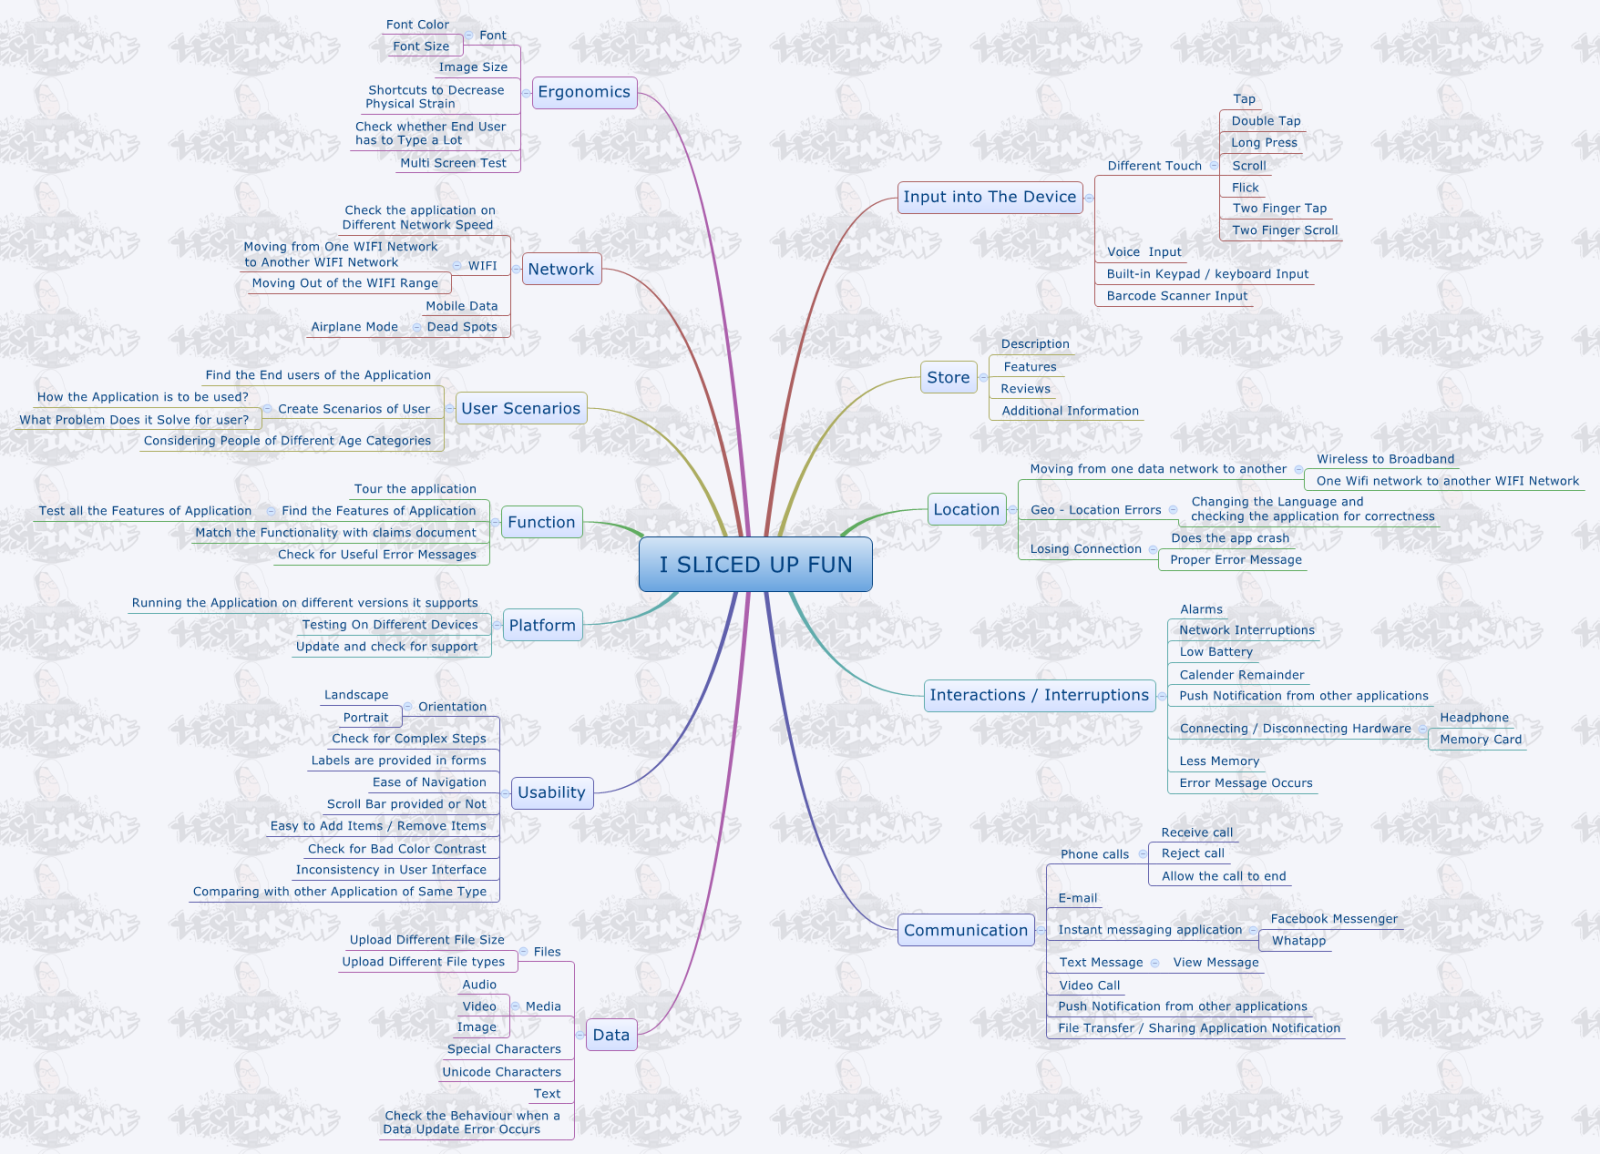 I SLICED UP FUN
Input into The Device
Different Touch
Tap
Double Tap
Long Press
Scroll
Flick
Two Finger Tap
Two Finger Scroll
Voice Input
Built-in Keypad / keyboard Input
Barcode Scanner Input
Store
Description
Features
Reviews
Additional Information
Location
Moving from one data network to another
Wireless to Broadband
One Wifi network to another WIFI Network
Geo - Location Errors
Changing the Language and
checking the application for correctness
Losing Connection
Does the app crash
Proper Error Message
Interactions / Interruptions
Alarms
Network Interruptions
Low Battery
Calender Remainder
Push Notification from other applications
Connecting / Disconnecting Hardware
Headphone
Memory Card
Less Memory
Error Message Occurs
Communication
Phone calls
Receive call
Reject call
Allow the call to end
E-mail
Instant messaging application
Facebook Messenger
Whatapp
Text Message
View Message
Video Call
Push Notification from other applications
File Transfer / Sharing Application Notification
Ergonomics
Font
Font Color
Font Size
Image Size
Shortcuts to Decrease
Physical Strain
Check whether End User
has to Type a Lot
Multi Screen Test
Network
Check the application on
Different Network Speed
WIFI
Moving from One WIFI Network
to Another WIFI Network
Moving Out of the WIFI Range
Mobile Data
Dead Spots
Airplane Mode
User Scenarios
Find the End users of the Application
Create Scenarios of User
How the Application is to be used?
What Problem Does it Solve for user?
Considering People of Different Age Categories
Function
Tour the application
Find the Features of Application
Test all the Features of Application
Match the Functionality with claims document
Check for Useful Error Messages
Platform
Running the Application on different versions it supports
Testing On Different Devices
Update and check for support
Usability
Orientation
Landscape
Portrait
Check for Complex Steps
Labels are provided in forms
Ease of Navigation
Scroll Bar provided or Not
Easy to Add Items / Remove Items
Check for Bad Color Contrast
Inconsistency in User Interface
Comparing with other Application of Same Type
Data
Files
Upload Different File Size
Upload Different File types
Media
Audio
Video
Image
Special Characters
Unicode Characters
Text
Check the Behaviour when a
Data Update Error Occurs